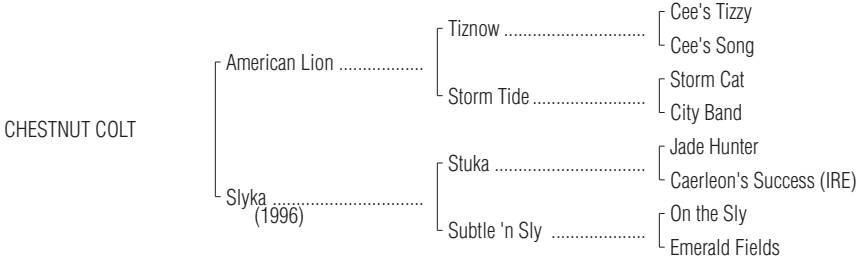 Cee's Tizzy
Tiznow ..............................
Cee's Song
American Lion ..................
Storm Cat
Storm Tide ........................
City Band
CHESTNUT COLT
Jade Hunter
Stuka ................................
Caerleon's Success (IRE)
Slyka ................................
(1996)
On the Sly
Subtle 'n Sly ....................
Emerald Fields